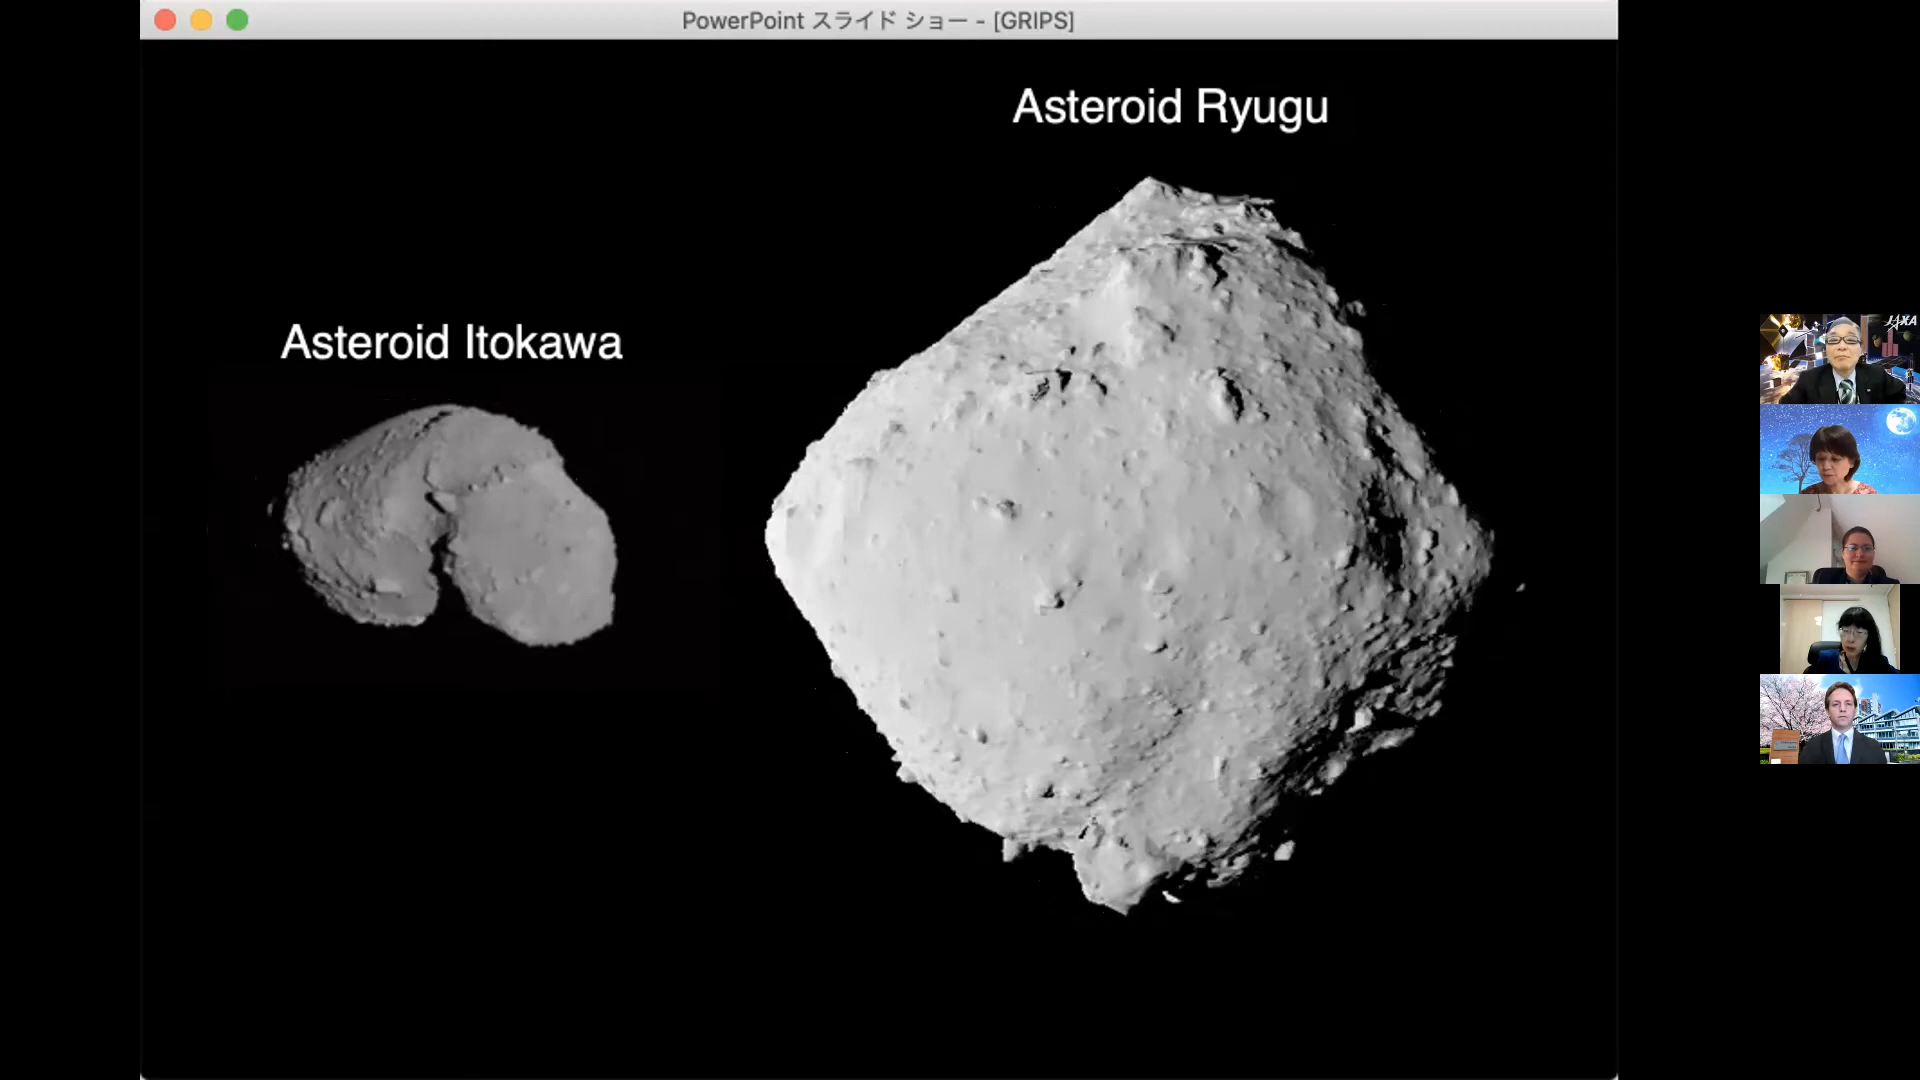 PowerPoint スライド ショー - [GRIPS]
Asteroid Ryugu
Asteroid Itokawa
JAXA